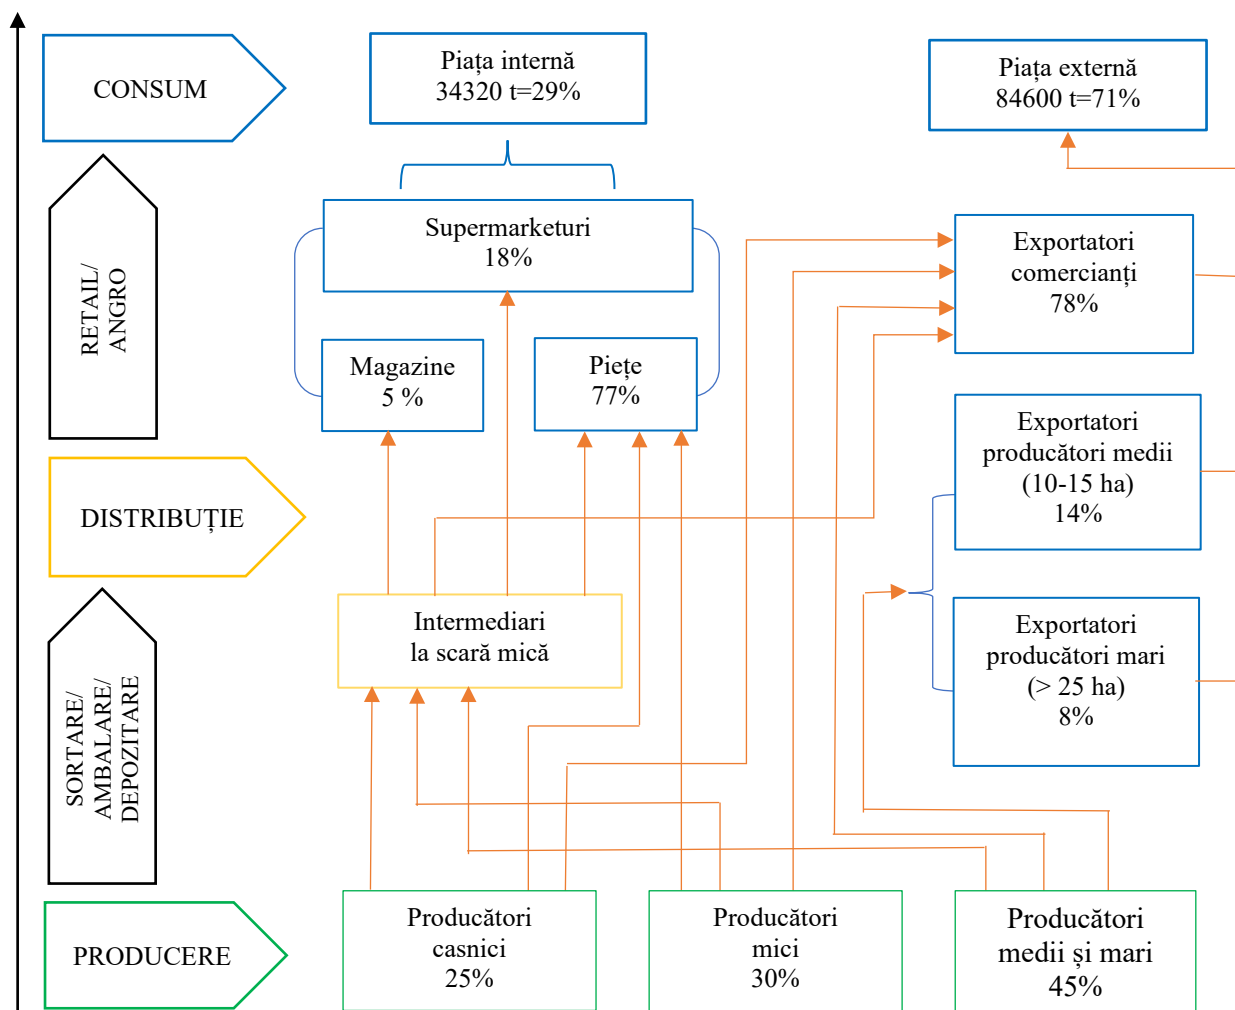 CONSUM
Piața internă
34320 t=29%
Piața externă
84600 t=71%
RETAIL/
ANGRO
Supermarketuri
18%
Exportatori
comercianți
78%
Magazine
5 %
Piețe
77%
Exportatori
producători medii
(10-15 ha)
14%
DISTRIBUȚIE
Intermediari
la scară mică
Exportatori
producători mari
(> 25 ha)
8%
SORTARE/
AMBALARE/
DEPOZITARE
PRODUCERE
Producători
casnici
25%
Producători
mici
30%
Producători
medii și mari
45%